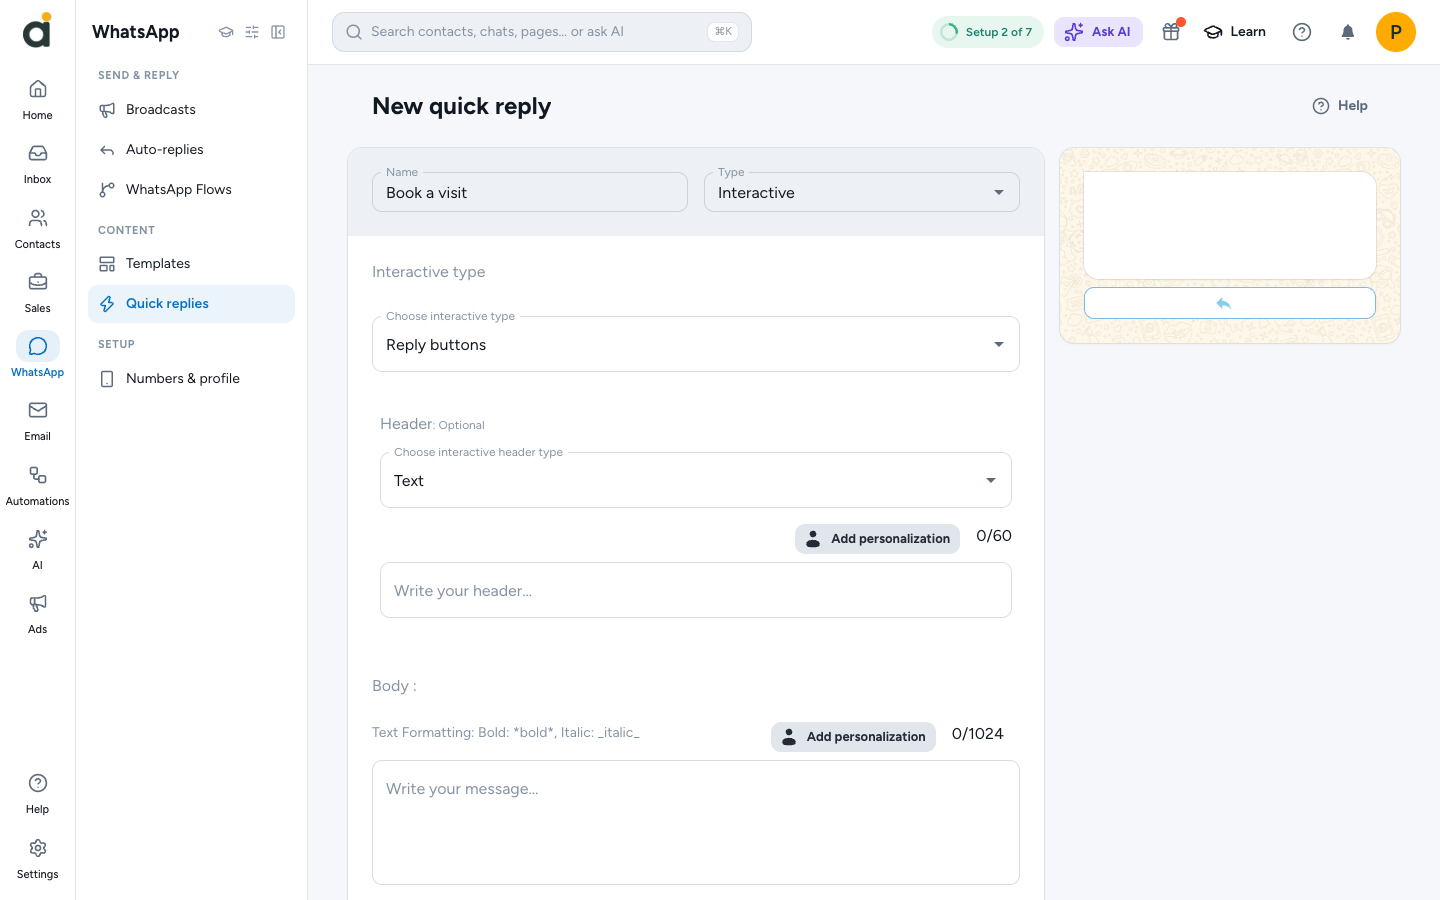 WhatsApp
Search contacts, chats, pages... or ask AI
⌘K
Setup 2 of 7
Ask AI
Learn
P
Home
Inbox
Contacts
Sales
WhatsApp
Email
Automations
AI
Ads
Help
Settings
SEND & REPLY
Broadcasts
Auto-replies
WhatsApp Flows
CONTENT
Templates
Quick replies
SETUP
Numbers & profile
New quick reply
Help
Name
Book a visit
Type
Interactive
Interactive type
Choose interactive type
Reply buttons
Header: Optional
Choose interactive header type
Text
Add personalization
0/60
Write your header...
Body :
Text Formatting: Bold: *bold*, Italic: _italic_
Add personalization
0/1024
Write your message...